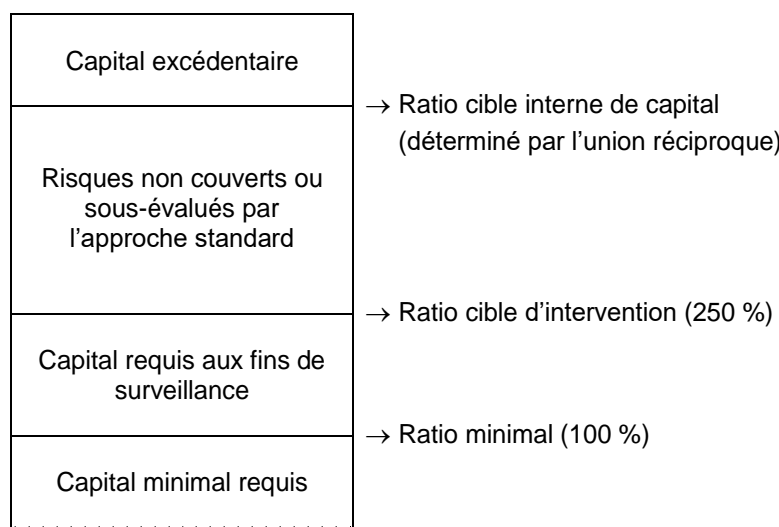 Capital excédentaire
→ Ratio cible interne de capital
(déterminé par l'union réciproque)
Risques non couverts ou
sous-évalués par
l'approche standard
→ Ratio cible d'intervention (250 %)
Capital requis aux fins de
surveillance
→ Ratio minimal (100 %)
Capital minimal requis